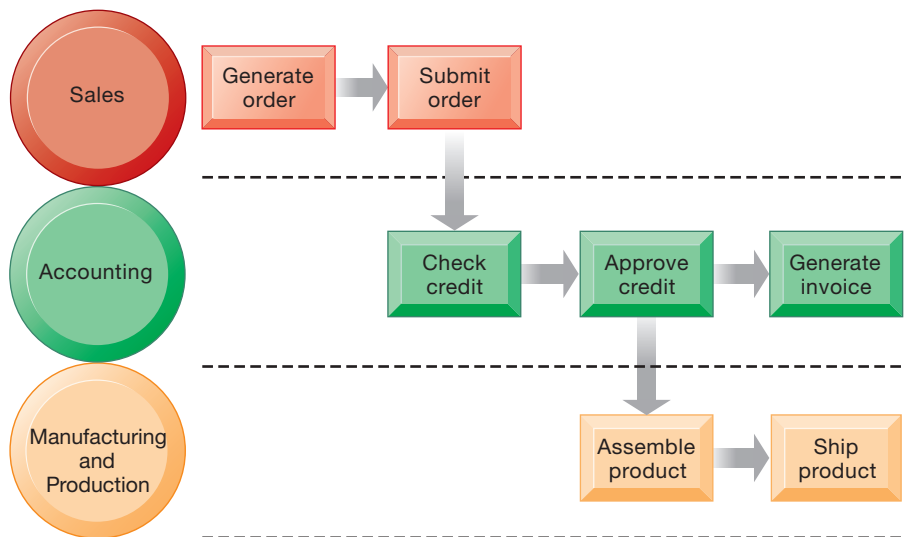 Sales
Generate
order
Submit
order
Accounting
Check
credit
Approve
credit
Generate
invoice
Manufacturing
and
Production
Assemble
product
Ship
product